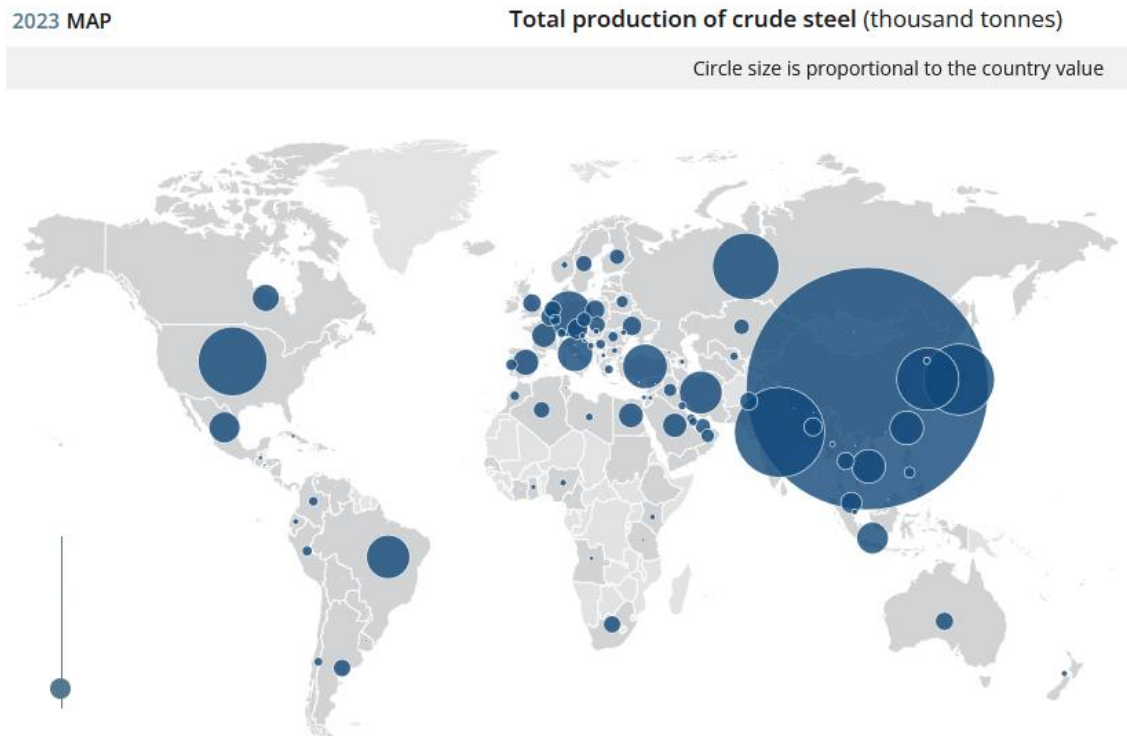 2023 MAP
Total production of crude steel (thousand tonnes)
Circle size is proportional to the country value